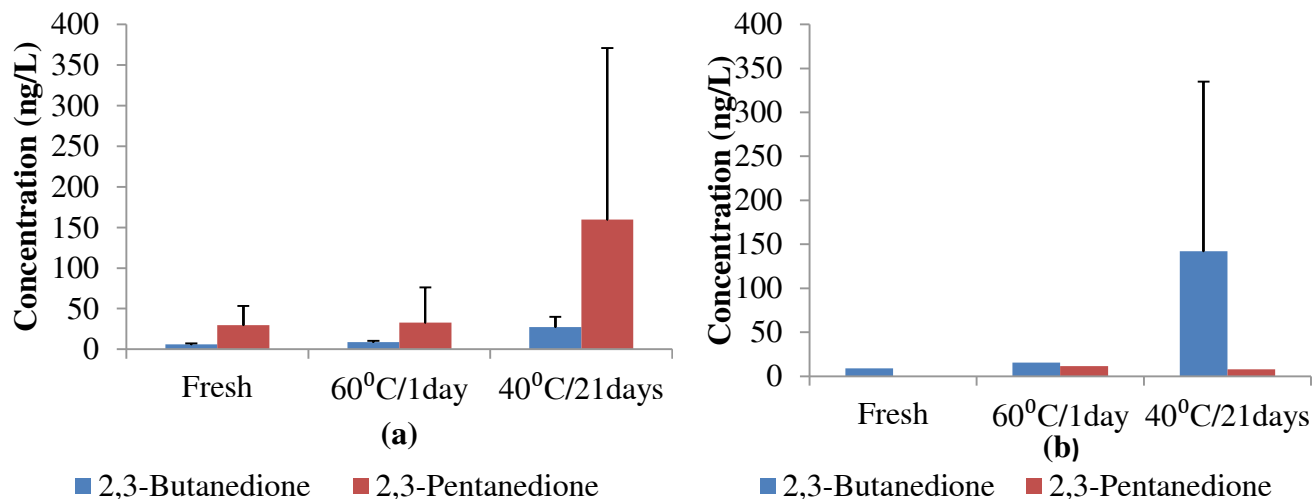 Concentration (ng/L)
400
350
300
250
200
150
100
50
0
Fresh
60⁰C/1day
40⁰C/21days
(a)
2,3-Butanedione
2,3-Pentanedione
Concentration (ng/L)
400
350
300
250
200
150
100
50
0
Fresh
60⁰C/1day
40⁰C/21days
(b)
2,3-Butanedione
2,3-Pentanedione